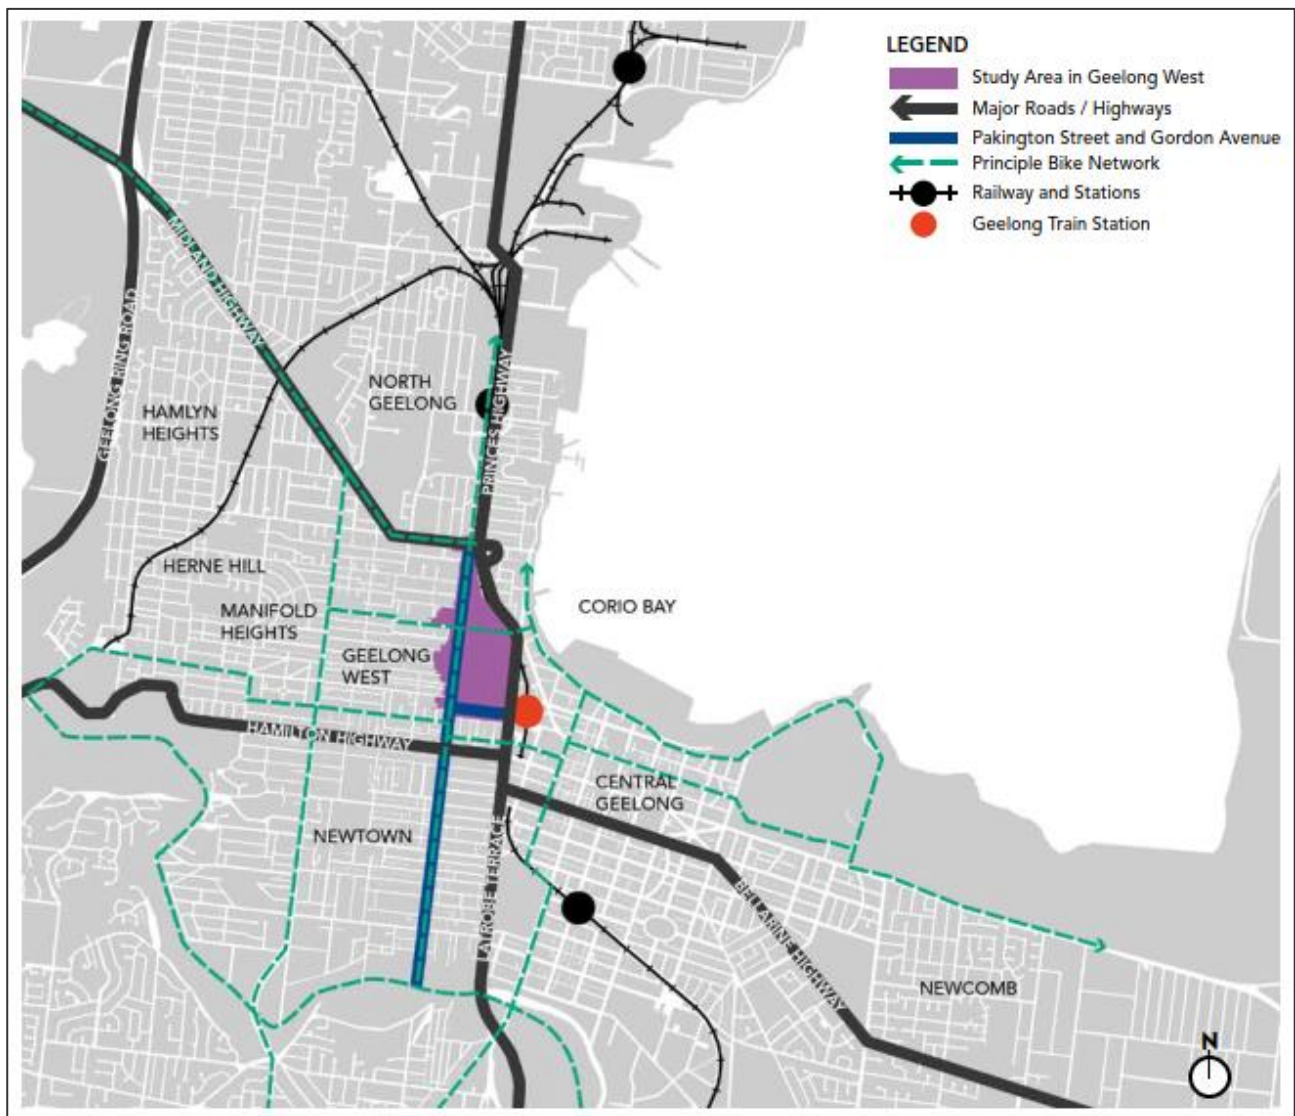 LEGEND
Study Area in Geelong West
Major Roads / Highways
Pakington Street and Gordon Avenue
Principle Bike Network
Railway and Stations
Geelong Train Station
MIDLAND HIGHWAY
GEELONG RING ROAD
NORTH
GEELONG
PRINCES HIGHWAY
HAMLYN
HEIGHTS
HERNE HILL
MANIFOLD
HEIGHTS
CORIO BAY
GEELONG
WEST
HAMILTON HIGHWAY
CENTRAL
GEELONG
NEWTOWN
LATROBE TERRACE
BELLARINE HIGHWAY
NEWCOMB
N